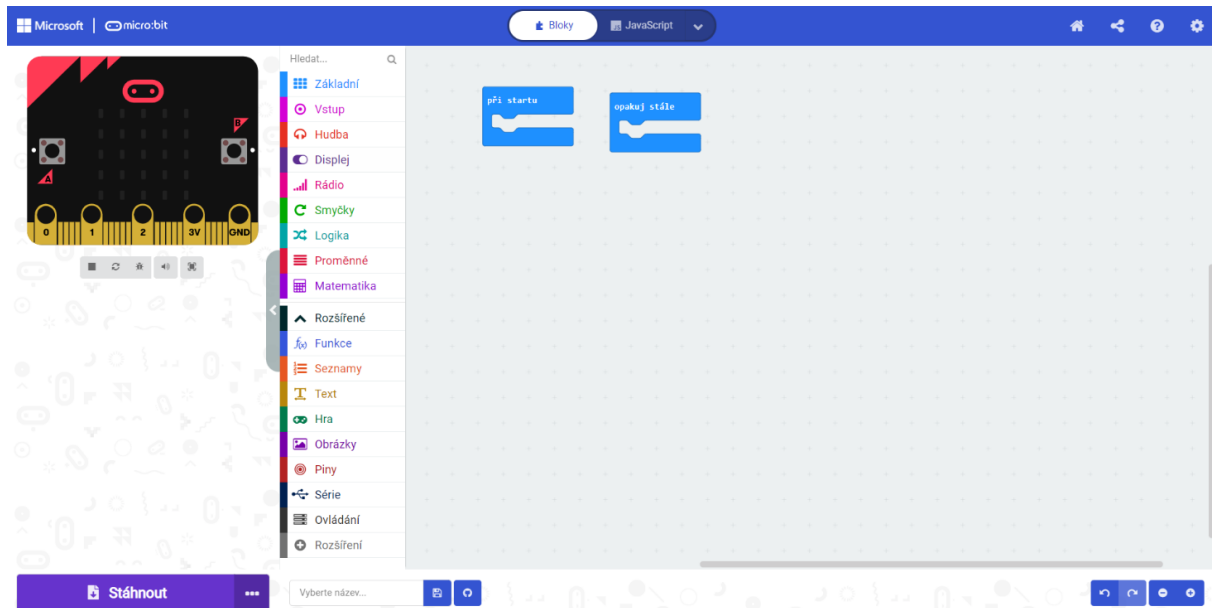 Microsoft micro:bit Bloky JavaScript
B
A
0 1 2 3V GND
Hledat...
Základní
Vstup
Hudba
Displej
Rádio
Smyčky
Logika
Proměnné
Matematika
Rozšířené
f(x) Funkce
Seznamy
Text
Hra
Obrázky
Piny
Série
Ovládání
Rozšíření
při startu
opakuj stále
Stáhnout
Vyberte název...